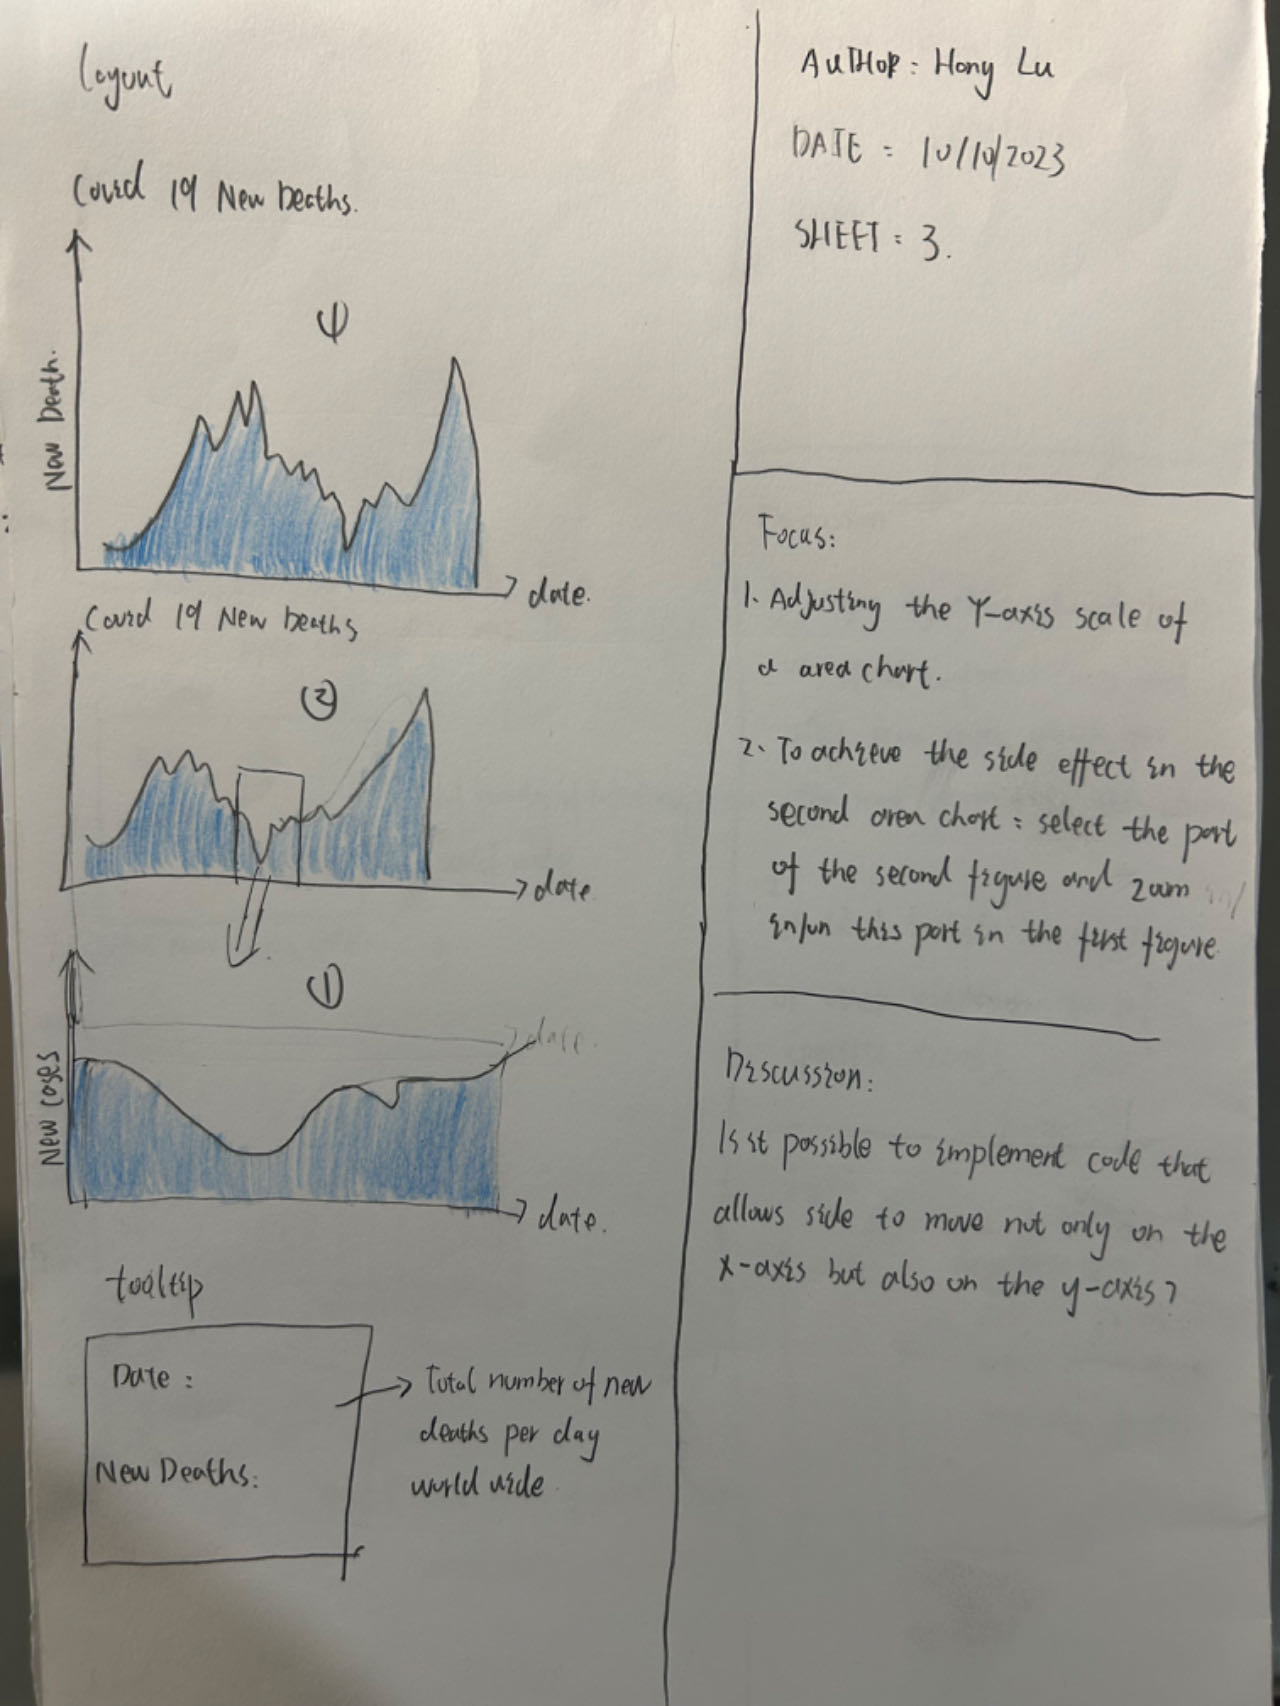 layout
Covid 19 New Deaths.
①
New Death.
date.
Covid 19 New Deaths
②
date.
①
date.
New cases
date.
tooltip
Date :
New Deaths:
Total number of new
deaths per day
world wide
AUTHOR : Hong Lu
DATE : 10/10/2023
SHEET : 3.
Focus:
1. Adjusting the Y-axis scale of
a area chart.
2. To achieve the side effect in the
second area chart : select the part
of the second figure and zoom in/
in/on this part in the first figure.
Discussion:
Is it possible to implement code that
allows side to move not only on the
x-axis but also on the y-axis?